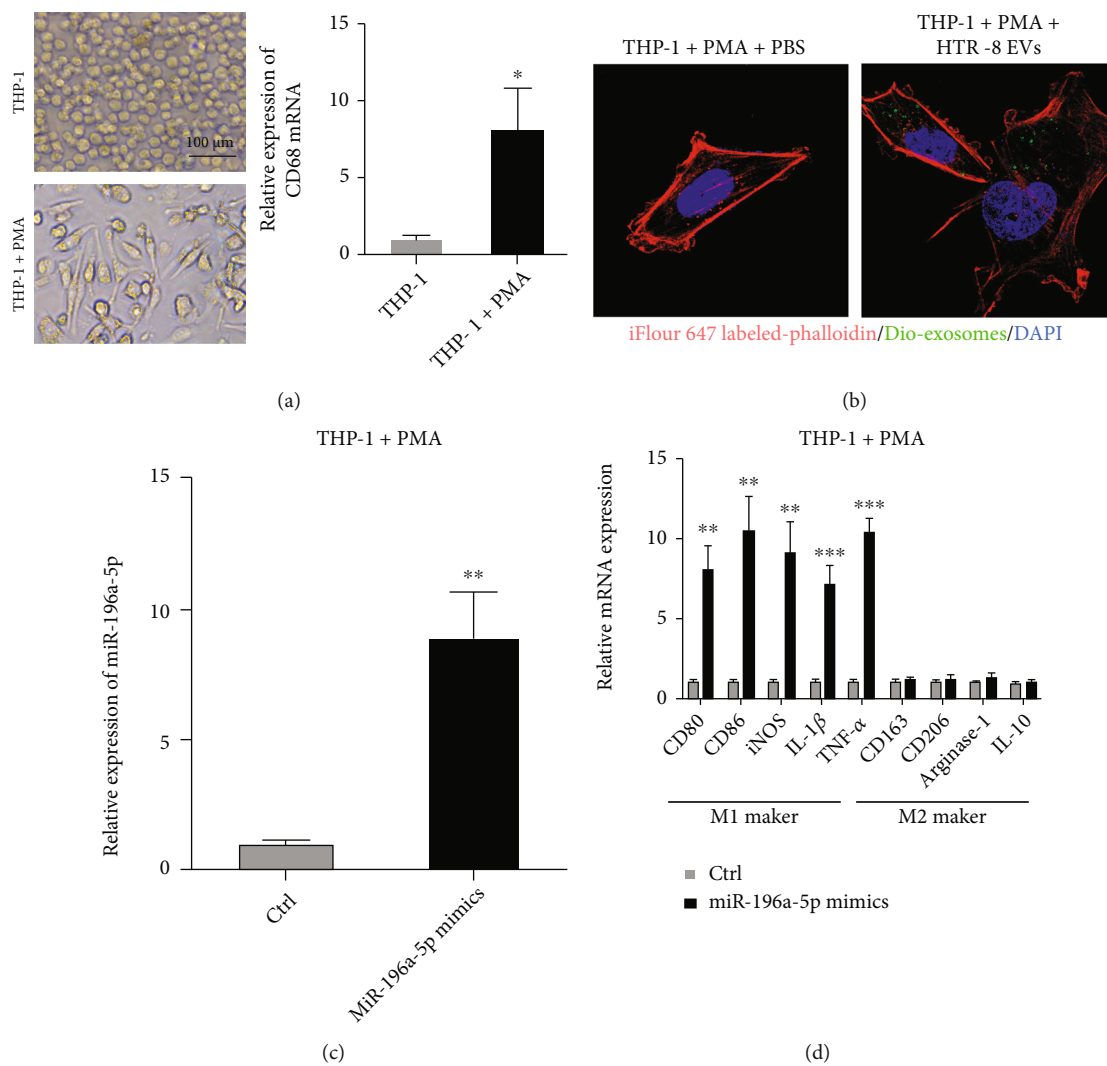 THP-1
100 μm
THP-1 + PMA
Relative expression of
CD68 mRNA
15
10
5
0
*
THP-1
THP- 1 + PMA
(a)
THP-1 + PMA + PBS
THP-1 + PMA +
HTR -8 EVs
iFlour 647 labeled-phalloidin/Dio-exosomes/DAPI
(b)
THP-1 + PMA
Relative expression of miR-196a-5p
15
10
5
0
**
Ctrl
MiR-196a-5p mimics
(c)
THP-1 + PMA
Relative mRNA expression
15
10
5
0
**
**
**
***
***
CD80
CD86
iNOS
IL-1β
TNF-α
CD163
CD206
Arginase-1
IL-10
M1 maker
M2 maker
Ctrl
miR-196a-5p mimics
(d)